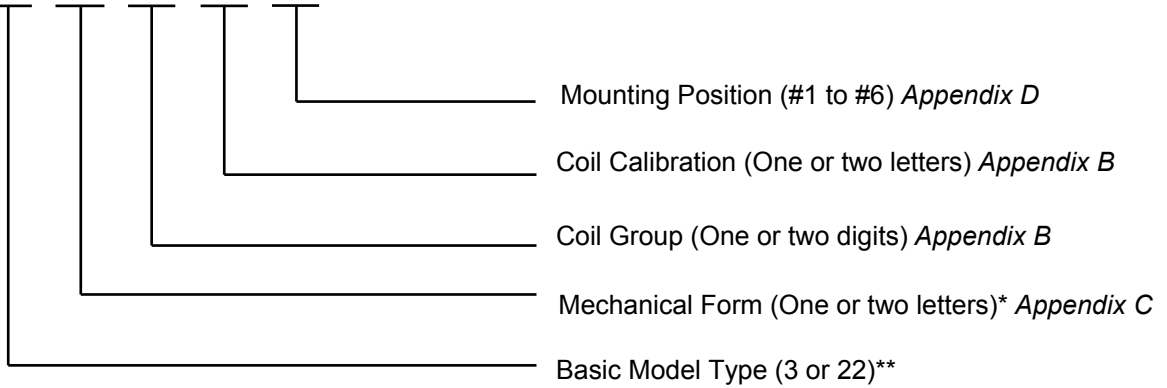 Mounting Position (#1 to #6) Appendix D
Coil Calibration (One or two letters) Appendix B
Coil Group (One or two digits) Appendix B
Mechanical Form (One or two letters)* Appendix C
Basic Model Type (3 or 22)**